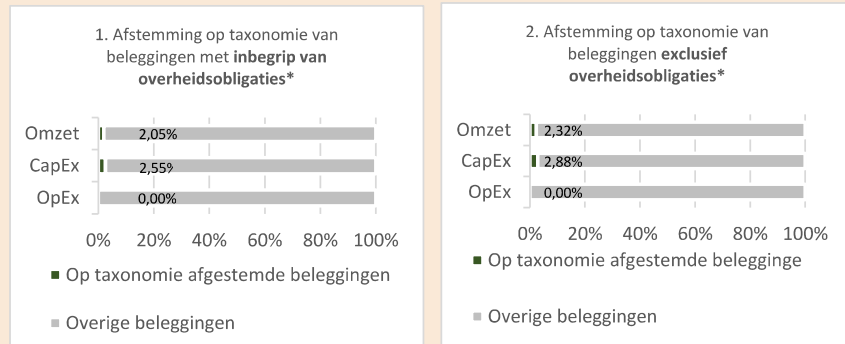 1. Afstemming op taxonomie van
beleggingen met inbegrip van
overheidsobligaties*
Omzet 2,05%
CapEx 2,55%
OpEx 0,00%
0% 20% 40% 60% 80% 100%
Op taxonomie afgestemde beleggingen
Overige beleggingen
2. Afstemming op taxonomie van
beleggingen exclusief
overheidsobligaties*
Omzet 2,32%
CapEx 2,88%
OpEx 0,00%
0% 20% 40% 60% 80% 100%
Op taxonomie afgestemde belegginge
Overige beleggingen